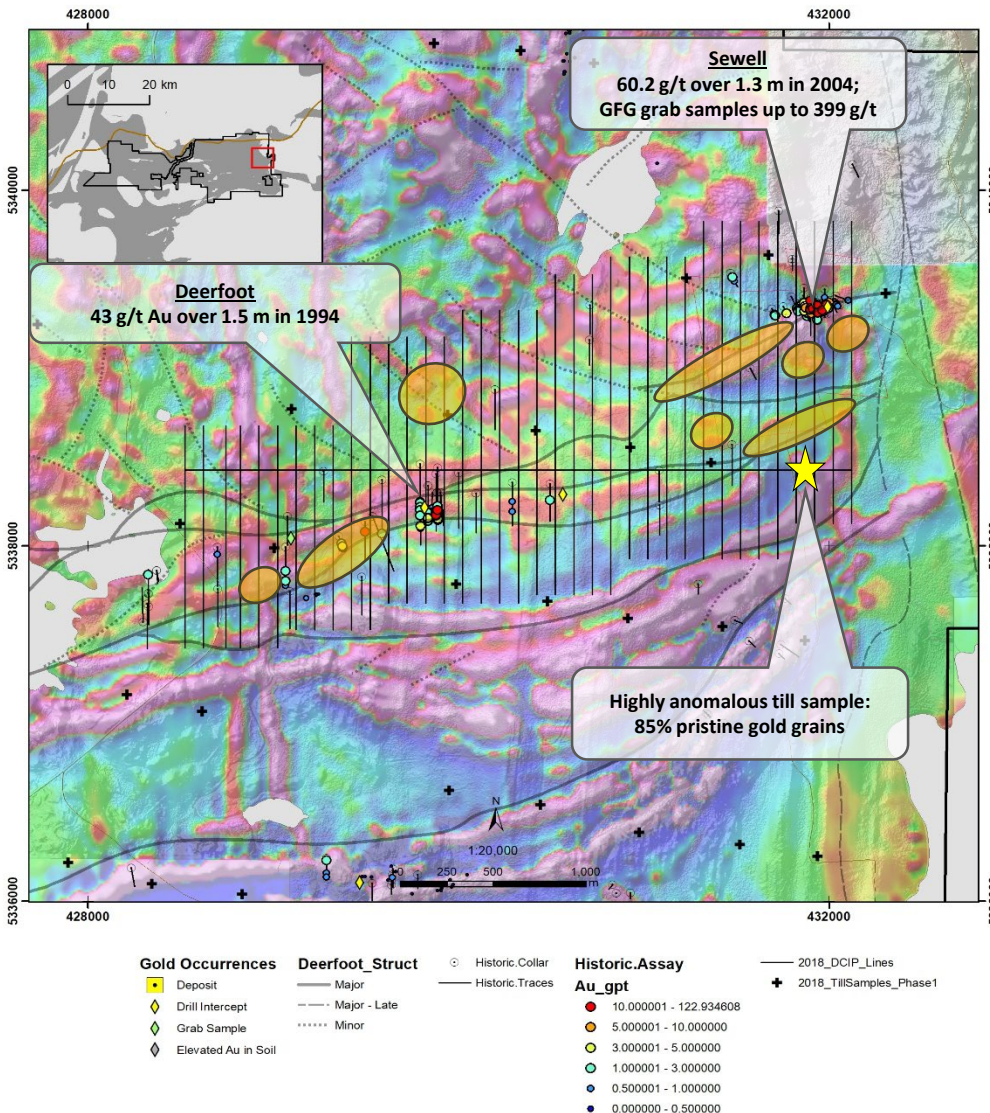 428000
432000
Sewell
60.2 g/t over 1.3 m in 2004;
GFG grab samples up to 399 g/t
0 10 20 km
5340000
Deerfoot
43 g/t Au over 1.5 m in 1994
5338000
Highly anomalous till sample:
85% pristine gold grains
N
1:20,000
0 250 500 1,000
m
5336000
428000
432000
Gold Occurrences
Deposit
Drill Intercept
Grab Sample
Elevated Au in Soil
Deerfoot_Struct
Major
Major - Late
Minor
Historic.Collar
Historic.Traces
Historic.Assay
Au_gpt
10.000001 - 122.934608
5.000001 - 10.000000
3.000001 - 5.000000
1.000001 - 3.000000
0.500001 - 1.000000
0.000000 - 0.500000
2018_DCIP_Lines
2018_TillSamples_Phase1